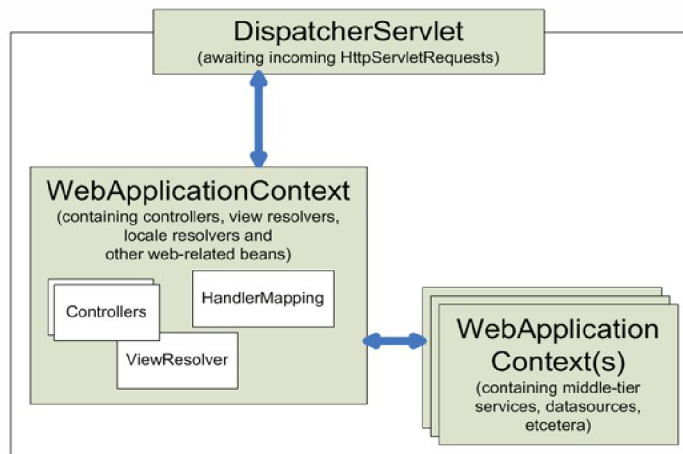 DispatcherServlet
(awaiting incoming HttpServletRequests)
WebApplicationContext
(containing controllers, view resolvers,
locale resolvers and
other web-related beans)
Controllers
HandlerMapping
ViewResolver
WebApplication
Context(s)
(containing middle-tier
services, datasources,
etcetera)